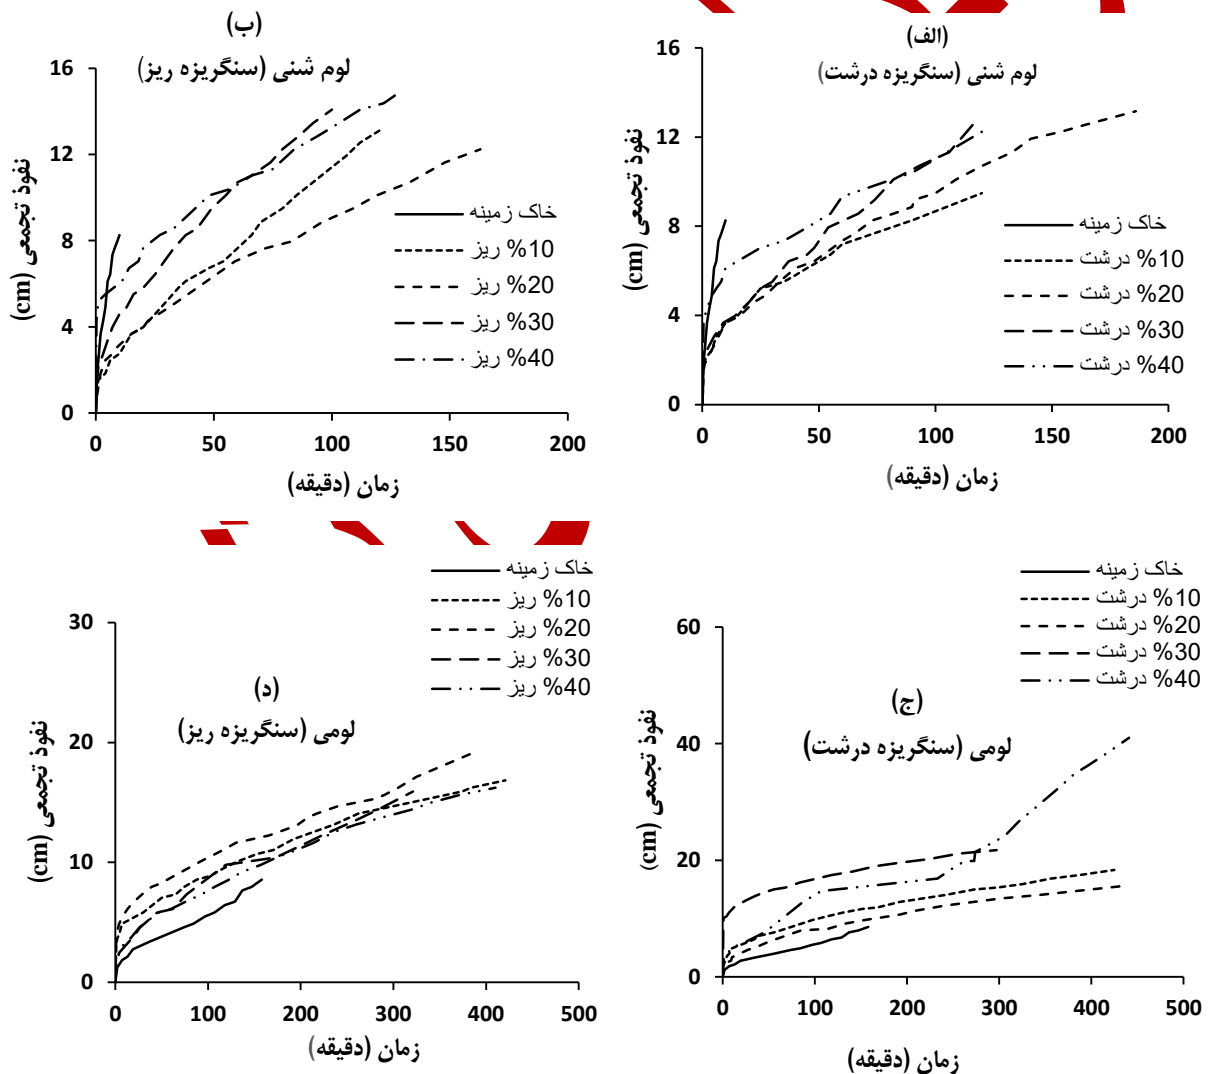 (الف)
لوم شنی (سنگریزه درشت)
نفوذ تجمعی (cm)
16
12
8
4
0
0 50 100 150 200
زمان (دقیقه)
خاک زمینه
10% درشت
20% درشت
30% درشت
40% درشت
(ب)
لوم شنی (سنگریزه ریز)
نفوذ تجمعی (cm)
16
12
8
4
0
0 50 100 150 200
زمان (دقیقه)
خاک زمینه
10% ریز
20% ریز
30% ریز
40% ریز
خاک زمینه
10% درشت
20% درشت
30% درشت
40% درشت
(ج)
لومی (سنگریزه درشت)
نفوذ تجمعی (cm)
60
40
20
0
0 100 200 300 400 500
زمان (دقیقه)
خاک زمینه
10% ریز
20% ریز
30% ریز
40% ریز
(د)
لومی (سنگریزه ریز)
نفوذ تجمعی (cm)
30
20
10
0
0 100 200 300 400 500
زمان (دقیقه)